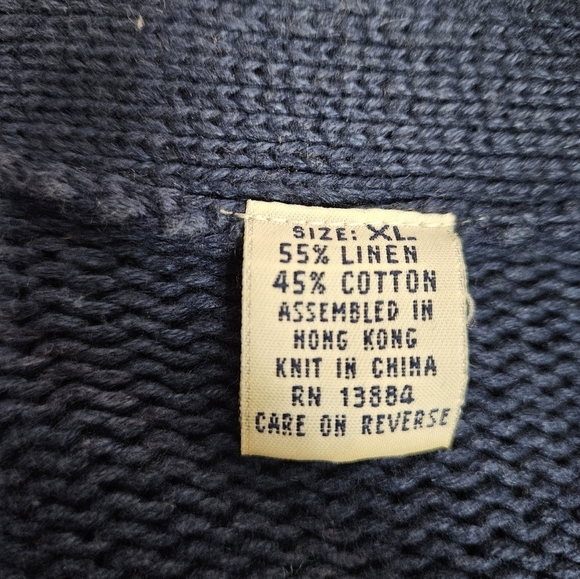 SIZE: XL
55% LINEN
45% COTTON
ASSEMBLED IN
HONG KONG
KNIT IN CHINA
RN 13884
CARE ON REVERSE